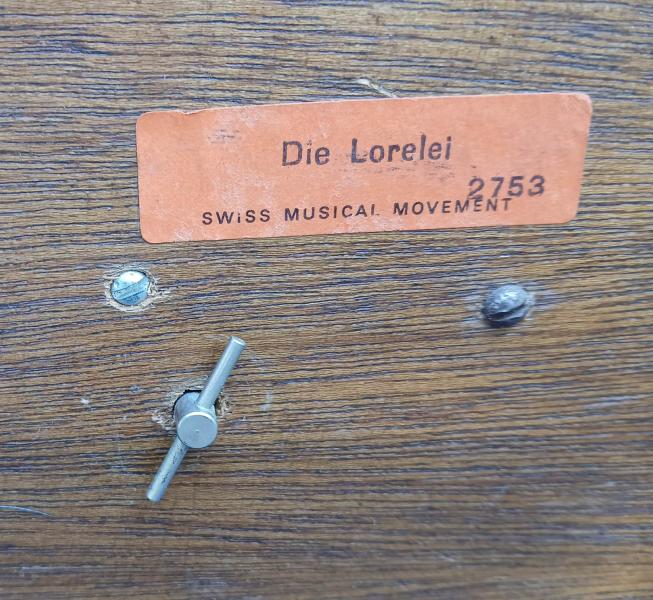 Die Lorelei
2753
SWiSS MUSICAL MOVEMENT